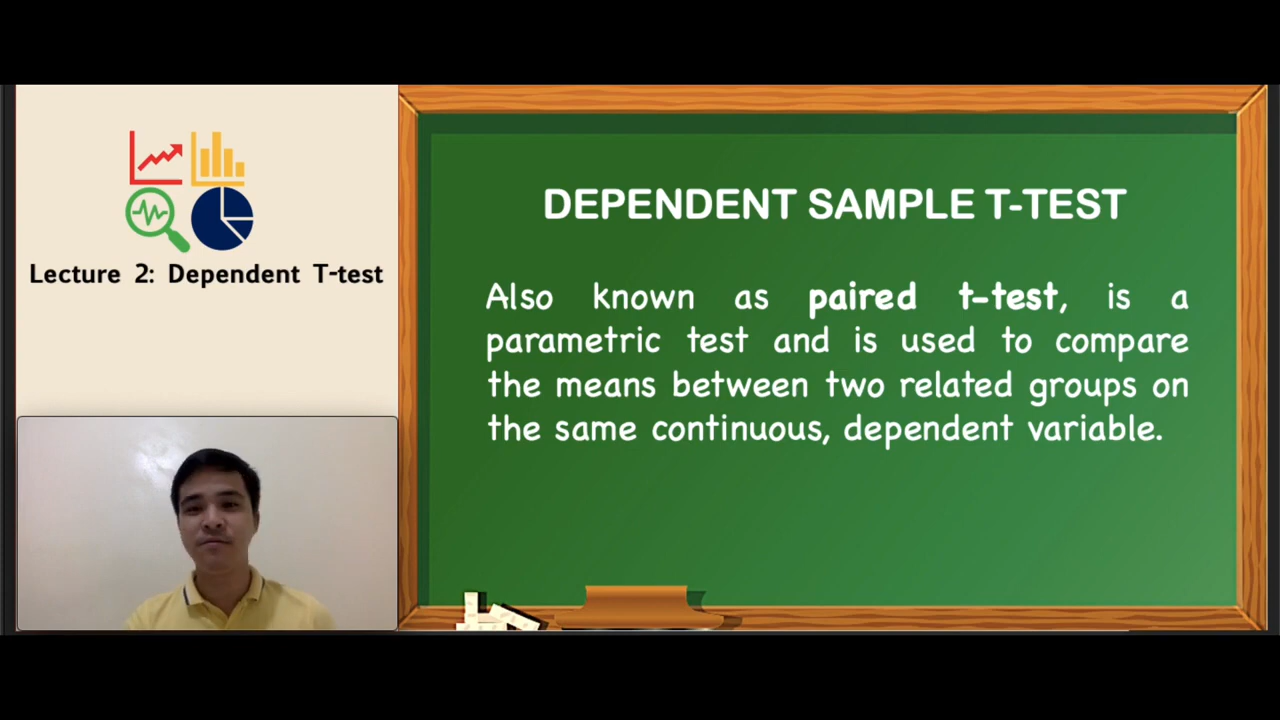 Lecture 2: Dependent T-test
DEPENDENT SAMPLE T-TEST
Also known as paired t-test, is a
parametric test and is used to compare
the means between two related groups on
the same continuous, dependent variable.